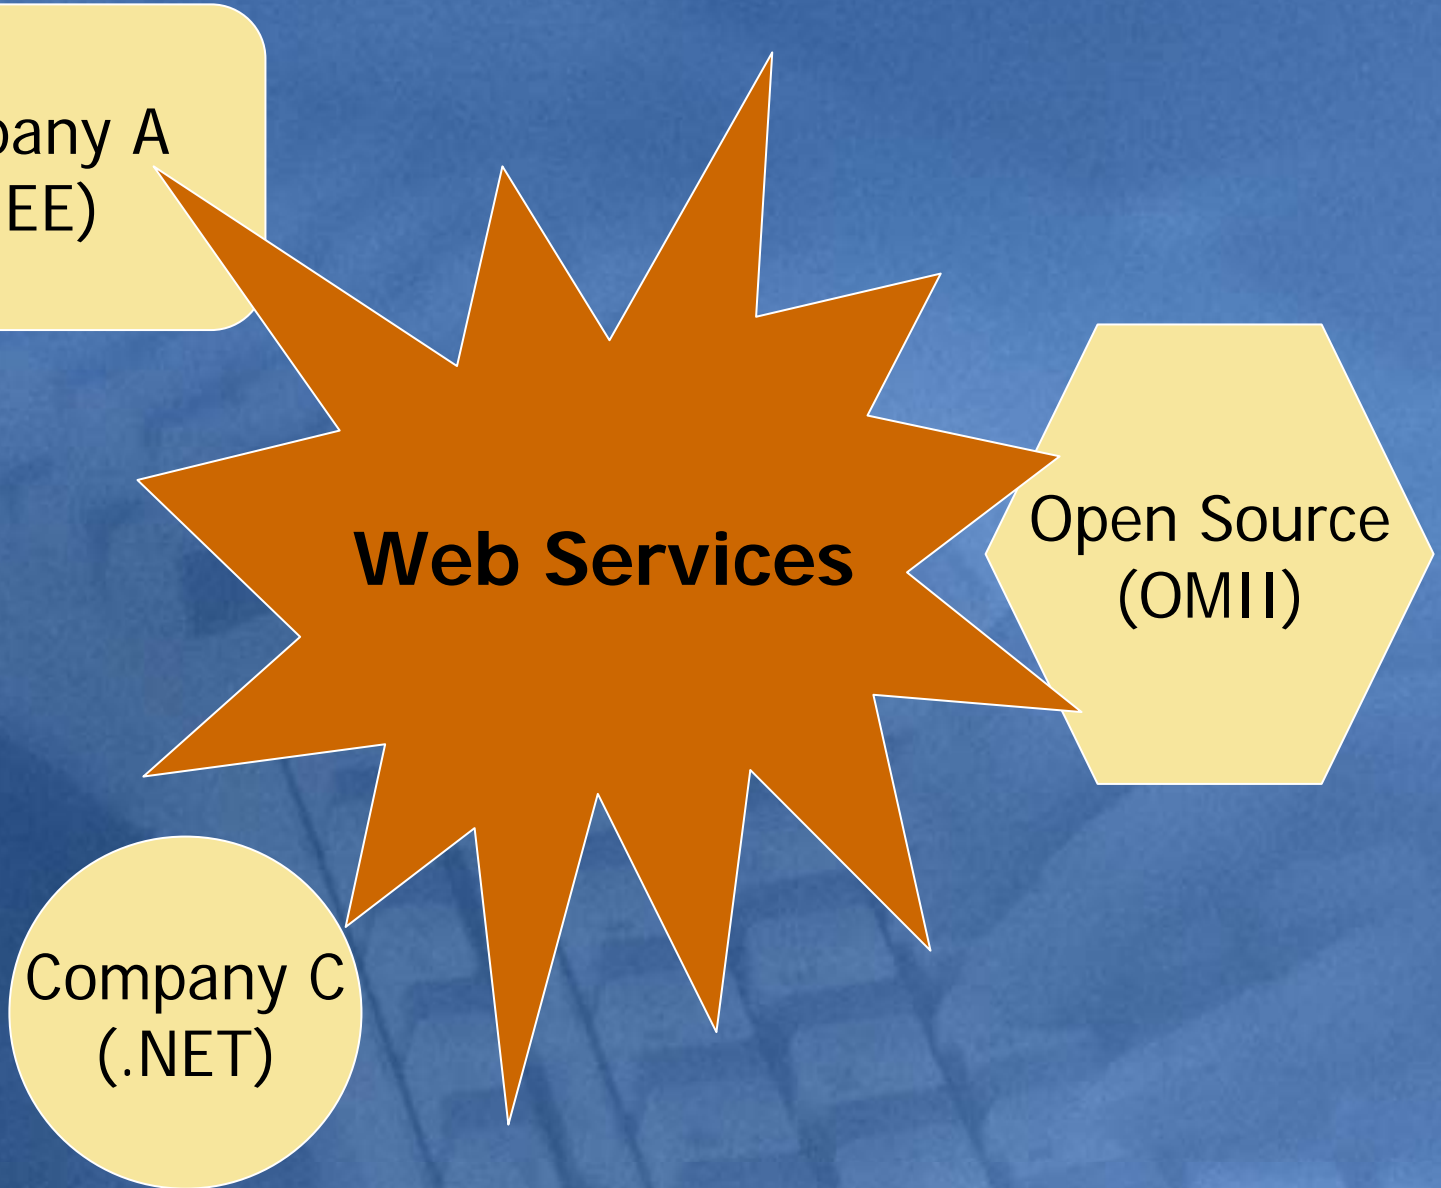 pany A
EE)
Web Services
Open Source
(OMII)
Company C
(.NET)